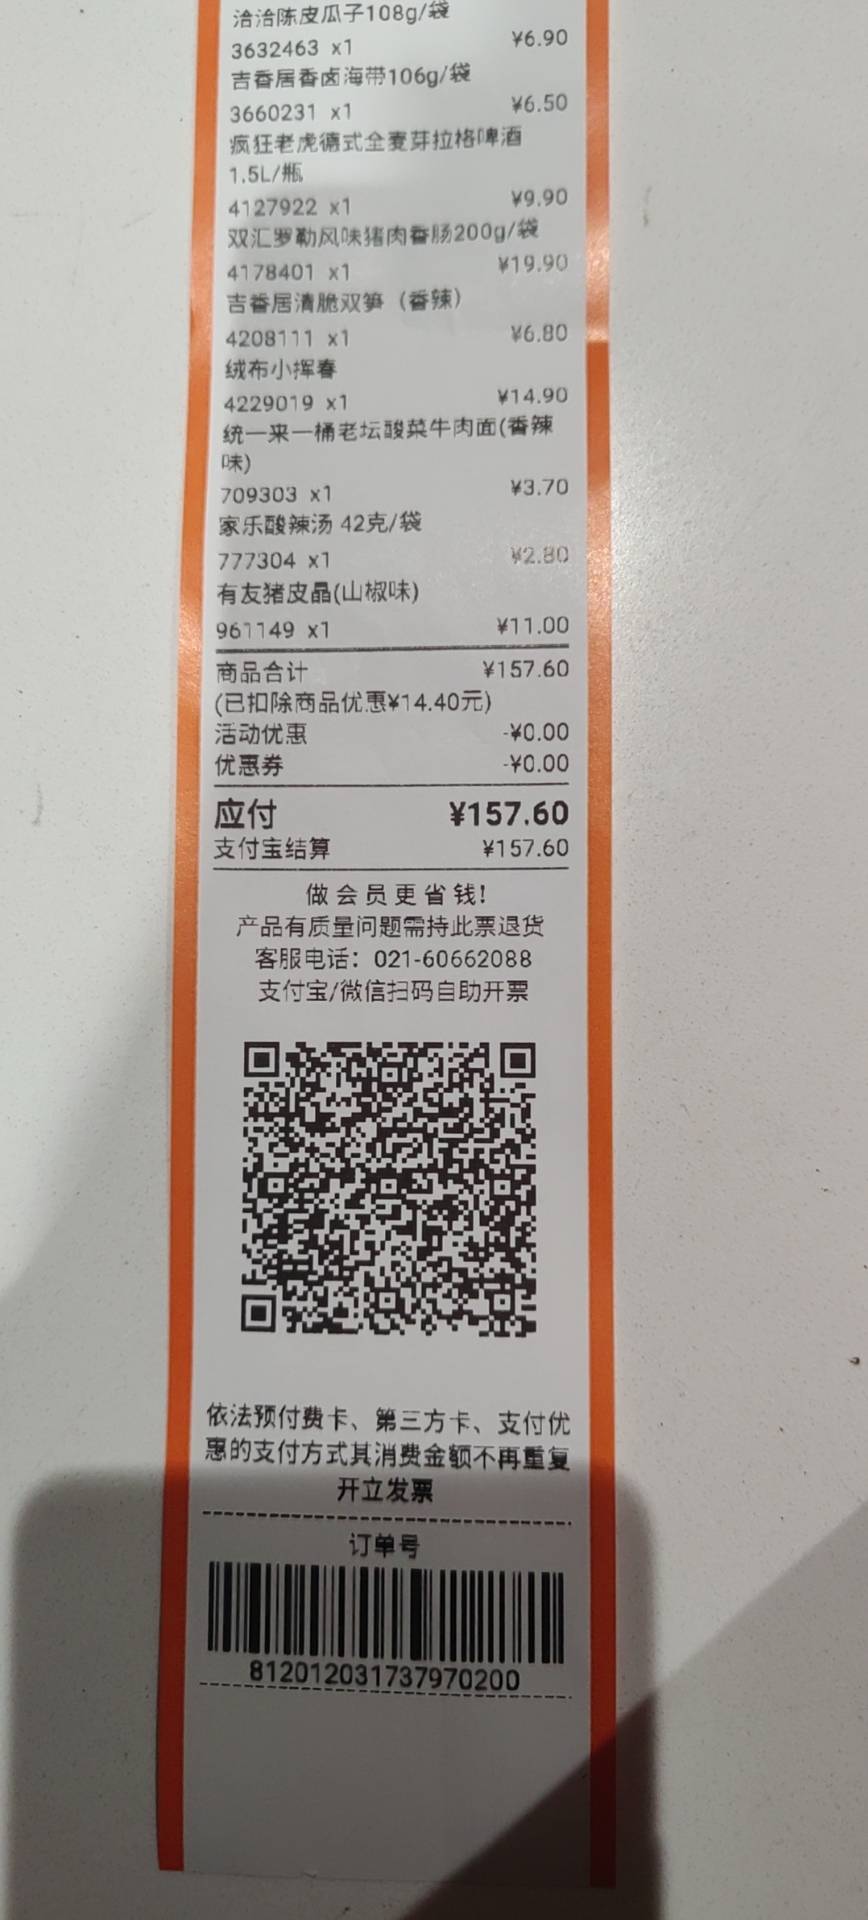 洽洽陈皮瓜子108g/袋
3632463 x1 ¥6.90
吉香居香卤海带106g/袋
3660231 x1 ¥6.50
疯狂老虎德式全麦芽拉格啤酒
1.5L/瓶
4127922 x1 ¥9.90
双汇罗勒风味猪肉香肠200g/袋
4178401 x1 ¥19.90
吉香居清脆双笋（香辣）
4208111 x1 ¥6.80
绒布小挥春
4229019 x1 ¥14.90
统一来一桶老坛酸菜牛肉面(香辣
味)
709303 x1 ¥3.70
家乐酸辣汤 42克/袋
777304 x1 ¥2.80
有友猪皮晶(山椒味)
961149 x1 ¥11.00
商品合计 ¥157.60
(已扣除商品优惠¥14.40元)
活动优惠 -¥0.00
优惠券 -¥0.00
应付 ¥157.60
支付宝结算 ¥157.60
做会员更省钱!
产品有质量问题需持此票退货
客服电话：021-60662088
支付宝/微信扫码自助开票
依法预付费卡、第三方卡、支付优
惠的支付方式其消费金额不再重复
开立发票
订单号
812012031737970200